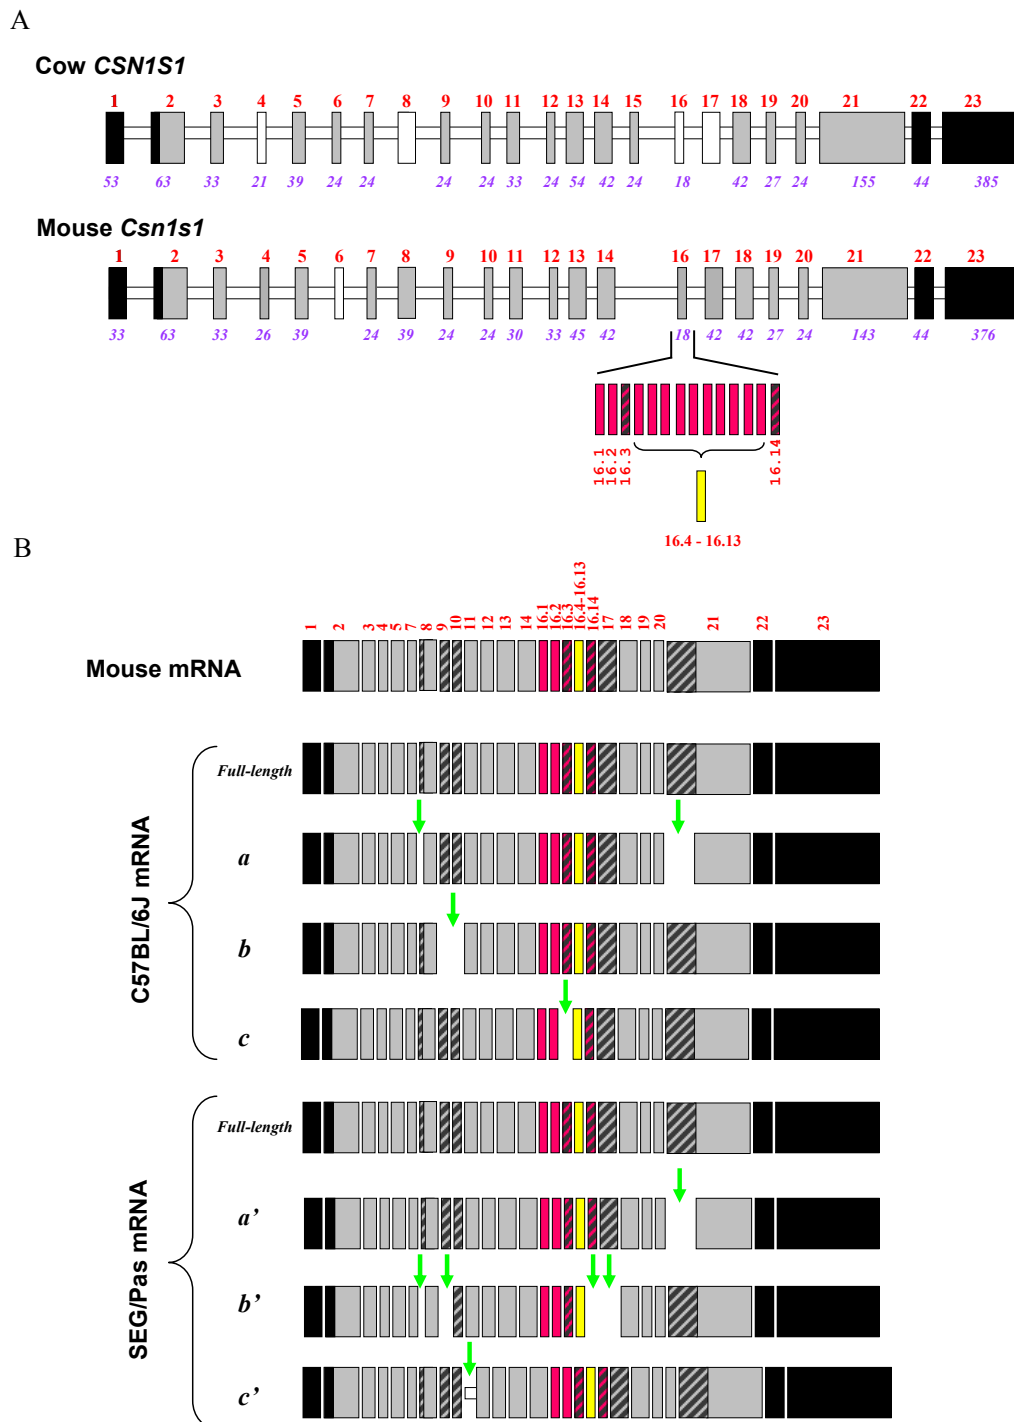 A
Cow CSN1S1
1 2 3 4 5 6 7 8 9 10 11 12 13 14 15 16 17 18 19 20 21 22 23
53 63 33 21 39 24 24 24 24 33 24 54 42 24 18 42 27 24 155 44 385
Mouse Csn1s1
1 2 3 4 5 6 7 8 9 10 11 12 13 14 16 17 18 19 20 21 22 23
33 63 33 26 39 24 39 24 24 30 33 45 42 18 42 42 27 24 143 44 376
16.1 16.2 16.3 16.14
16.4 - 16.13
B
1 2 3 4 5 7 8 9 10 11 12 13 14 16.1 16.2 16.3 16.4-16.13 16.14 17 18 19 20 21 22 23
Mouse mRNA
C57BL/6J mRNA
Full-length
a
b
c
SEG/Pas mRNA
Full-length
a’
b’
c’